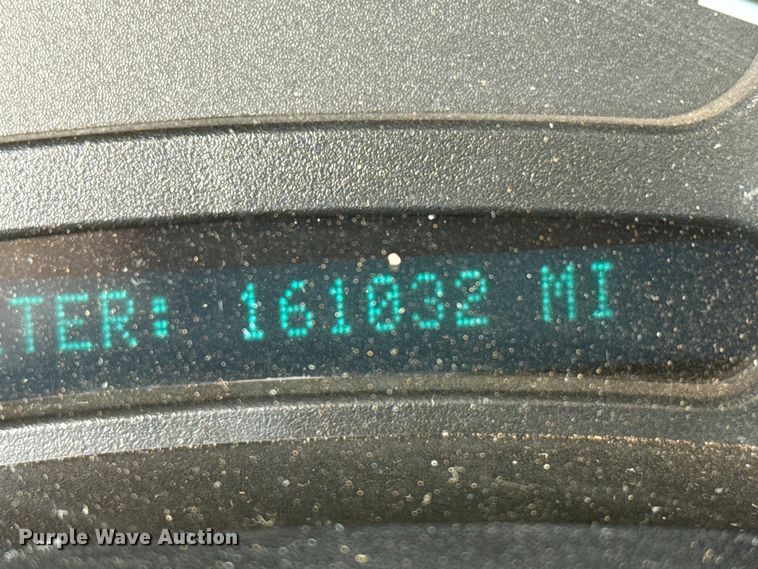 TER: 161032 MI
Purple Wave Auction